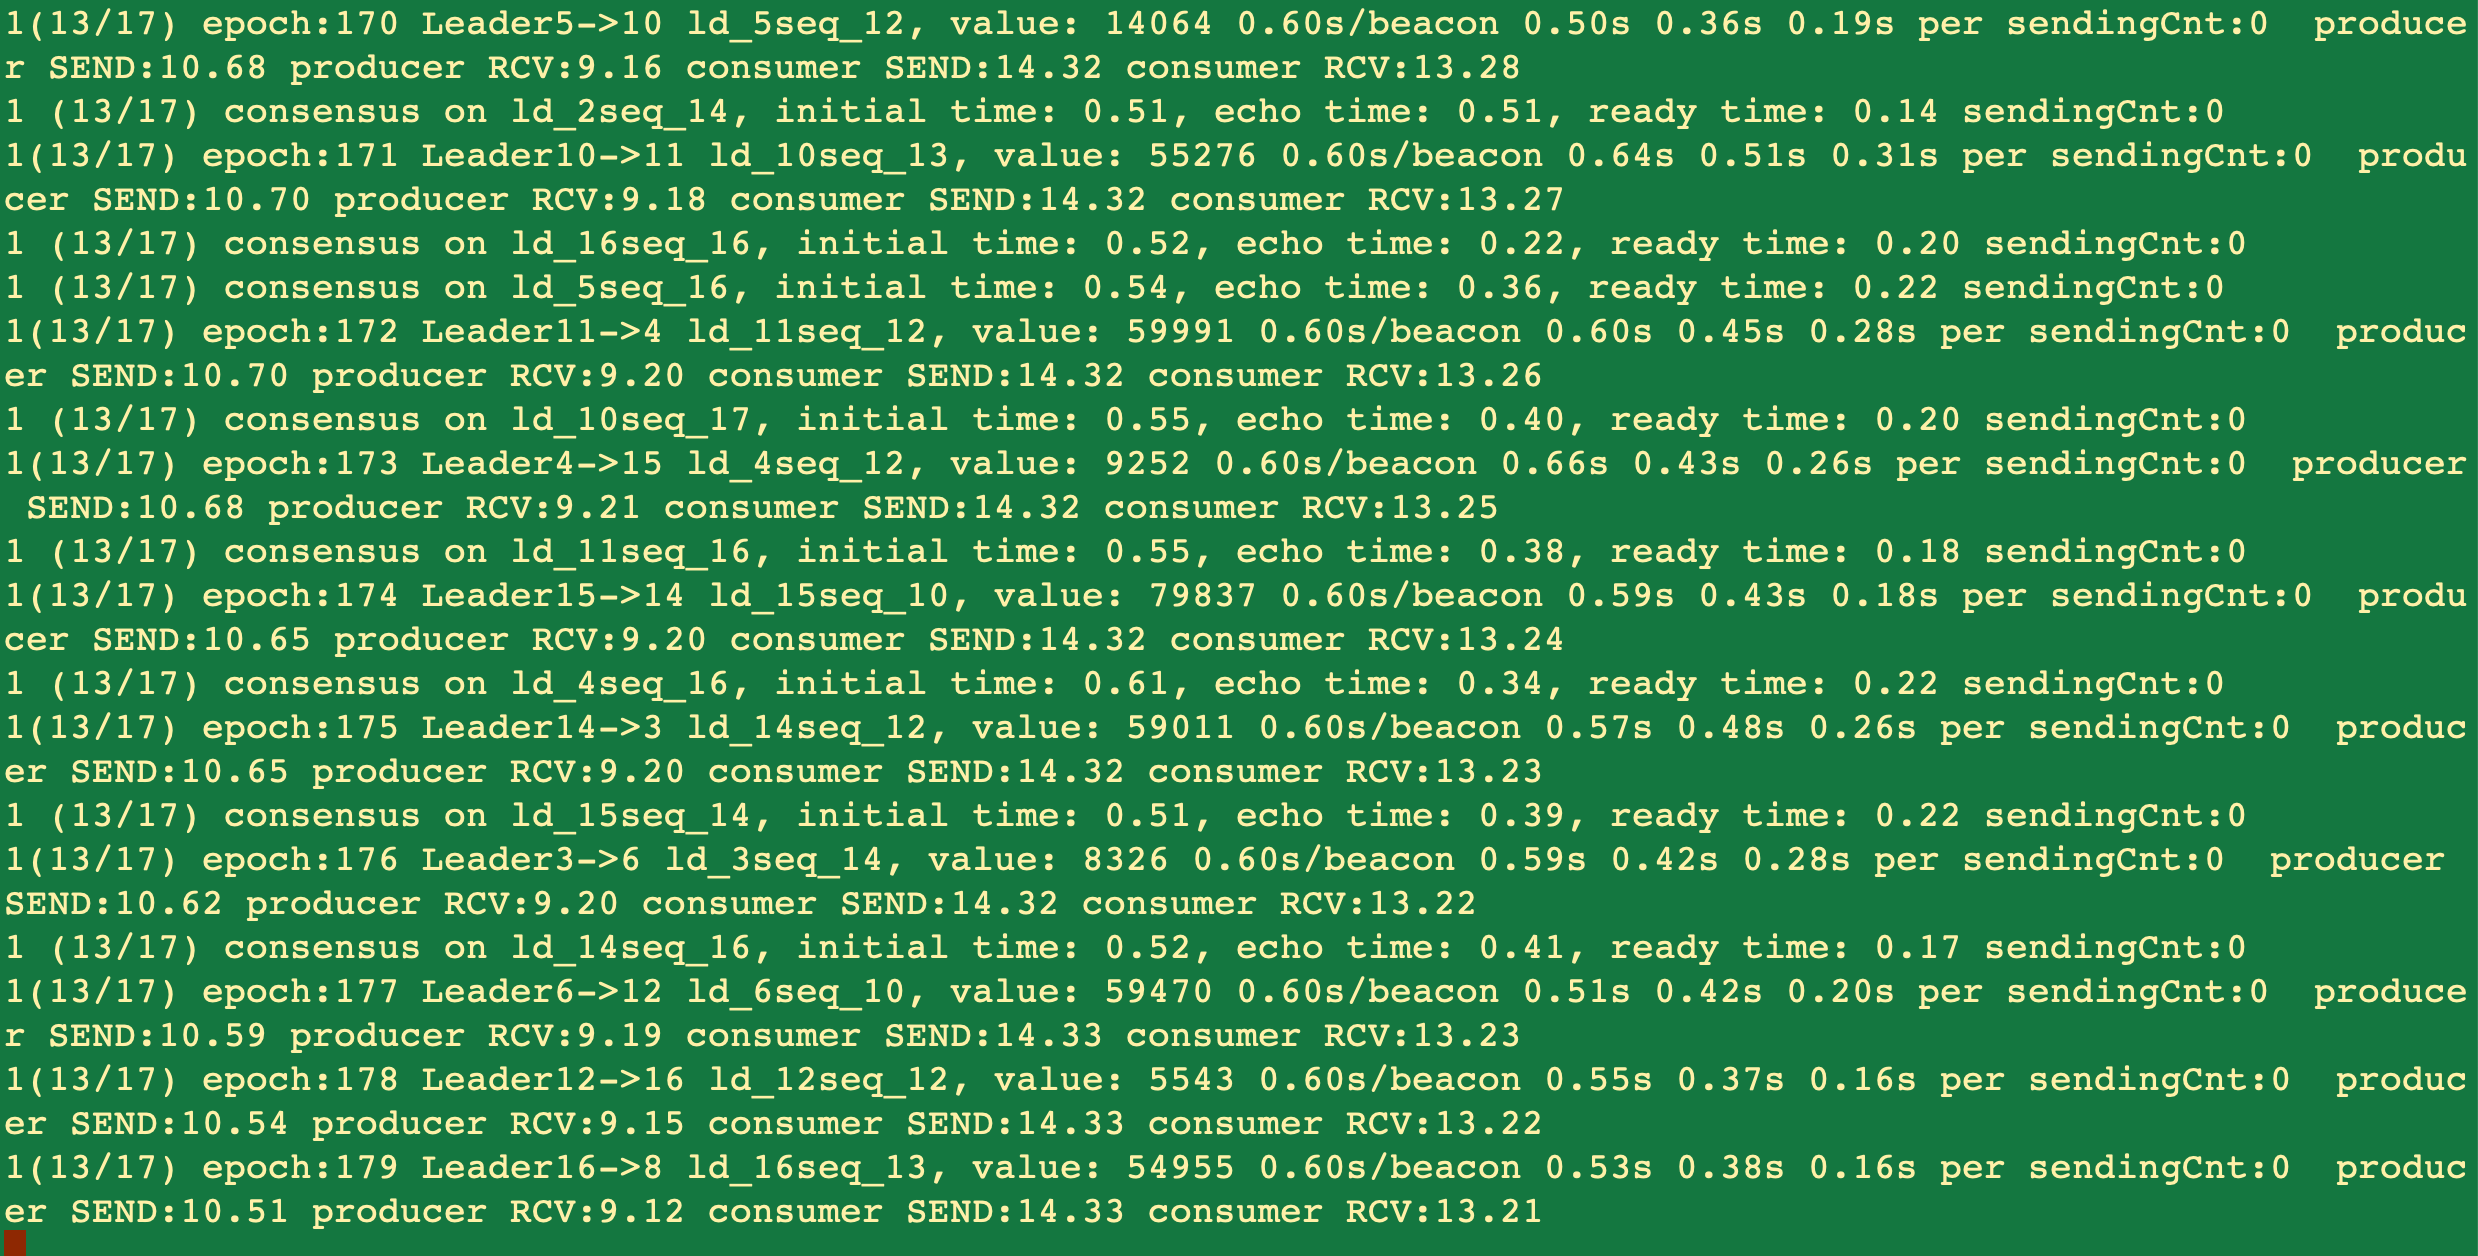 1(13/17) epoch:170 Leader5->10 ld_5seq_12, value: 14064 0.60s/beacon 0.50s 0.36s 0.19s per sendingCnt:0  produce
r SEND:10.68 producer RCV:9.16 consumer SEND:14.32 consumer RCV:13.28
1 (13/17) consensus on ld_2seq_14, initial time: 0.51, echo time: 0.51, ready time: 0.14 sendingCnt:0
1(13/17) epoch:171 Leader10->11 ld_10seq_13, value: 55276 0.60s/beacon 0.64s 0.51s 0.31s per sendingCnt:0  produ
cer SEND:10.70 producer RCV:9.18 consumer SEND:14.32 consumer RCV:13.27
1 (13/17) consensus on ld_16seq_16, initial time: 0.52, echo time: 0.22, ready time: 0.20 sendingCnt:0
1 (13/17) consensus on ld_5seq_16, initial time: 0.54, echo time: 0.36, ready time: 0.22 sendingCnt:0
1(13/17) epoch:172 Leader11->4 ld_11seq_12, value: 59991 0.60s/beacon 0.60s 0.45s 0.28s per sendingCnt:0  produc
er SEND:10.70 producer RCV:9.20 consumer SEND:14.32 consumer RCV:13.26
1 (13/17) consensus on ld_10seq_17, initial time: 0.55, echo time: 0.40, ready time: 0.20 sendingCnt:0
1(13/17) epoch:173 Leader4->15 ld_4seq_12, value: 9252 0.60s/beacon 0.66s 0.43s 0.26s per sendingCnt:0  producer
 SEND:10.68 producer RCV:9.21 consumer SEND:14.32 consumer RCV:13.25
1 (13/17) consensus on ld_11seq_16, initial time: 0.55, echo time: 0.38, ready time: 0.18 sendingCnt:0
1(13/17) epoch:174 Leader15->14 ld_15seq_10, value: 79837 0.60s/beacon 0.59s 0.43s 0.18s per sendingCnt:0  produ
cer SEND:10.65 producer RCV:9.20 consumer SEND:14.32 consumer RCV:13.24
1 (13/17) consensus on ld_4seq_16, initial time: 0.61, echo time: 0.34, ready time: 0.22 sendingCnt:0
1(13/17) epoch:175 Leader14->3 ld_14seq_12, value: 59011 0.60s/beacon 0.57s 0.48s 0.26s per sendingCnt:0  produc
er SEND:10.65 producer RCV:9.20 consumer SEND:14.32 consumer RCV:13.23
1 (13/17) consensus on ld_15seq_14, initial time: 0.51, echo time: 0.39, ready time: 0.22 sendingCnt:0
1(13/17) epoch:176 Leader3->6 ld_3seq_14, value: 8326 0.60s/beacon 0.59s 0.42s 0.28s per sendingCnt:0  producer
SEND:10.62 producer RCV:9.20 consumer SEND:14.32 consumer RCV:13.22
1 (13/17) consensus on ld_14seq_16, initial time: 0.52, echo time: 0.41, ready time: 0.17 sendingCnt:0
1(13/17) epoch:177 Leader6->12 ld_6seq_10, value: 59470 0.60s/beacon 0.51s 0.42s 0.20s per sendingCnt:0  produce
r SEND:10.59 producer RCV:9.19 consumer SEND:14.33 consumer RCV:13.23
1(13/17) epoch:178 Leader12->16 ld_12seq_12, value: 5543 0.60s/beacon 0.55s 0.37s 0.16s per sendingCnt:0  produc
er SEND:10.54 producer RCV:9.15 consumer SEND:14.33 consumer RCV:13.22
1(13/17) epoch:179 Leader16->8 ld_16seq_13, value: 54955 0.60s/beacon 0.53s 0.38s 0.16s per sendingCnt:0  produc
er SEND:10.51 producer RCV:9.12 consumer SEND:14.33 consumer RCV:13.21